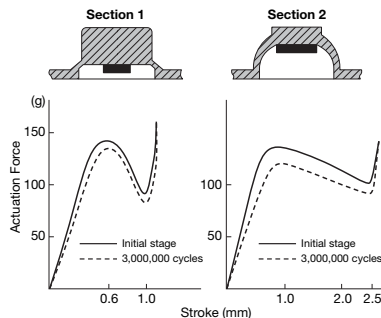 Section 1
Section 2
(g)
150
100
50
Actuation Force
Initial stage
3,000,000 cycles
0.6
1.0
Initial stage
3,000,000 cycles
100
50
1.0
2.0
2.5
Stroke (mm)